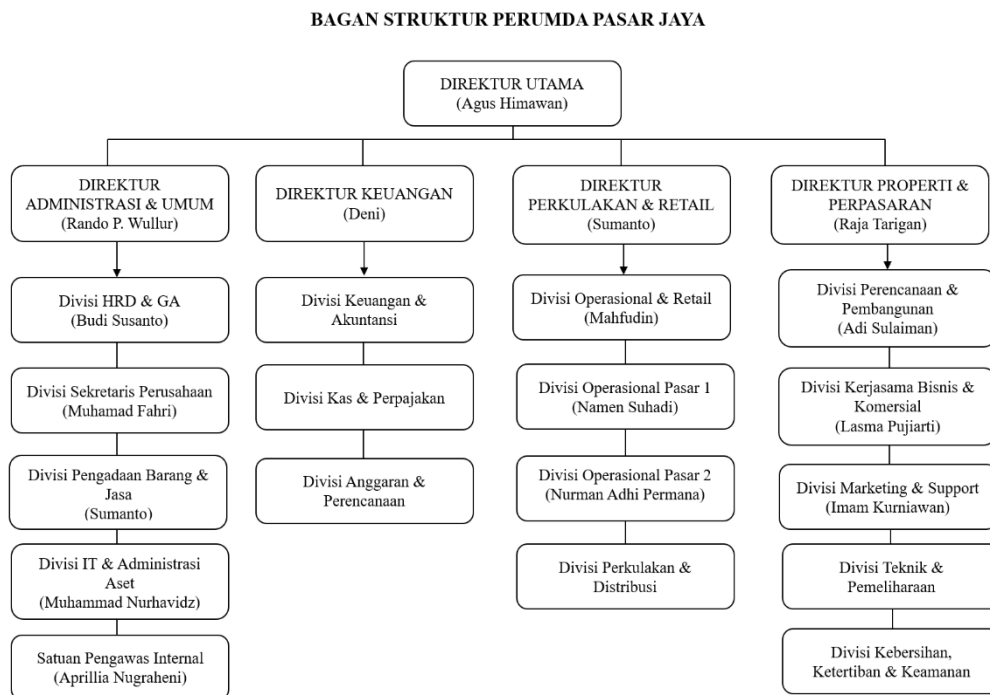 BAGAN STRUKTUR PERUMDA PASAR JAYA
DIREKTUR UTAMA
(Agus Himawan)
DIREKTUR
ADMINISTRASI & UMUM
(Rando P. Wullur)
DIREKTUR KEUANGAN
(Deni)
DIREKTUR
PERKULAKAN & RETAIL
(Sumanto)
DIREKTUR PROPERTI &
PERPASARAN
(Raja Tarigan)
Divisi HRD & GA
(Budi Susanto)
Divisi Keuangan &
Akuntansi
Divisi Operasional & Retail
(Mahfudin)
Divisi Perencanaan &
Pembangunan
(Adi Sulaiman)
Divisi Sekretaris Perusahaan
(Muhamad Fahri)
Divisi Kas & Perpajakan
Divisi Operasional Pasar 1
(Namen Suhadi)
Divisi Kerjasama Bisnis &
Komersial
(Lasma Pujiarti)
Divisi Pengadaan Barang &
Jasa
(Sumanto)
Divisi Anggaran &
Perencanaan
Divisi Operasional Pasar 2
(Nurman Adhi Permana)
Divisi Marketing & Support
(Imam Kurniawan)
Divisi IT & Administrasi
Aset
(Muhammad Nurhavidz)
Divisi Perkulakan &
Distribusi
Divisi Teknik &
Pemeliharaan
Satuan Pengawas Internal
(Aprillia Nugraheni)
Divisi Kebersihan,
Ketertiban & Keamanan